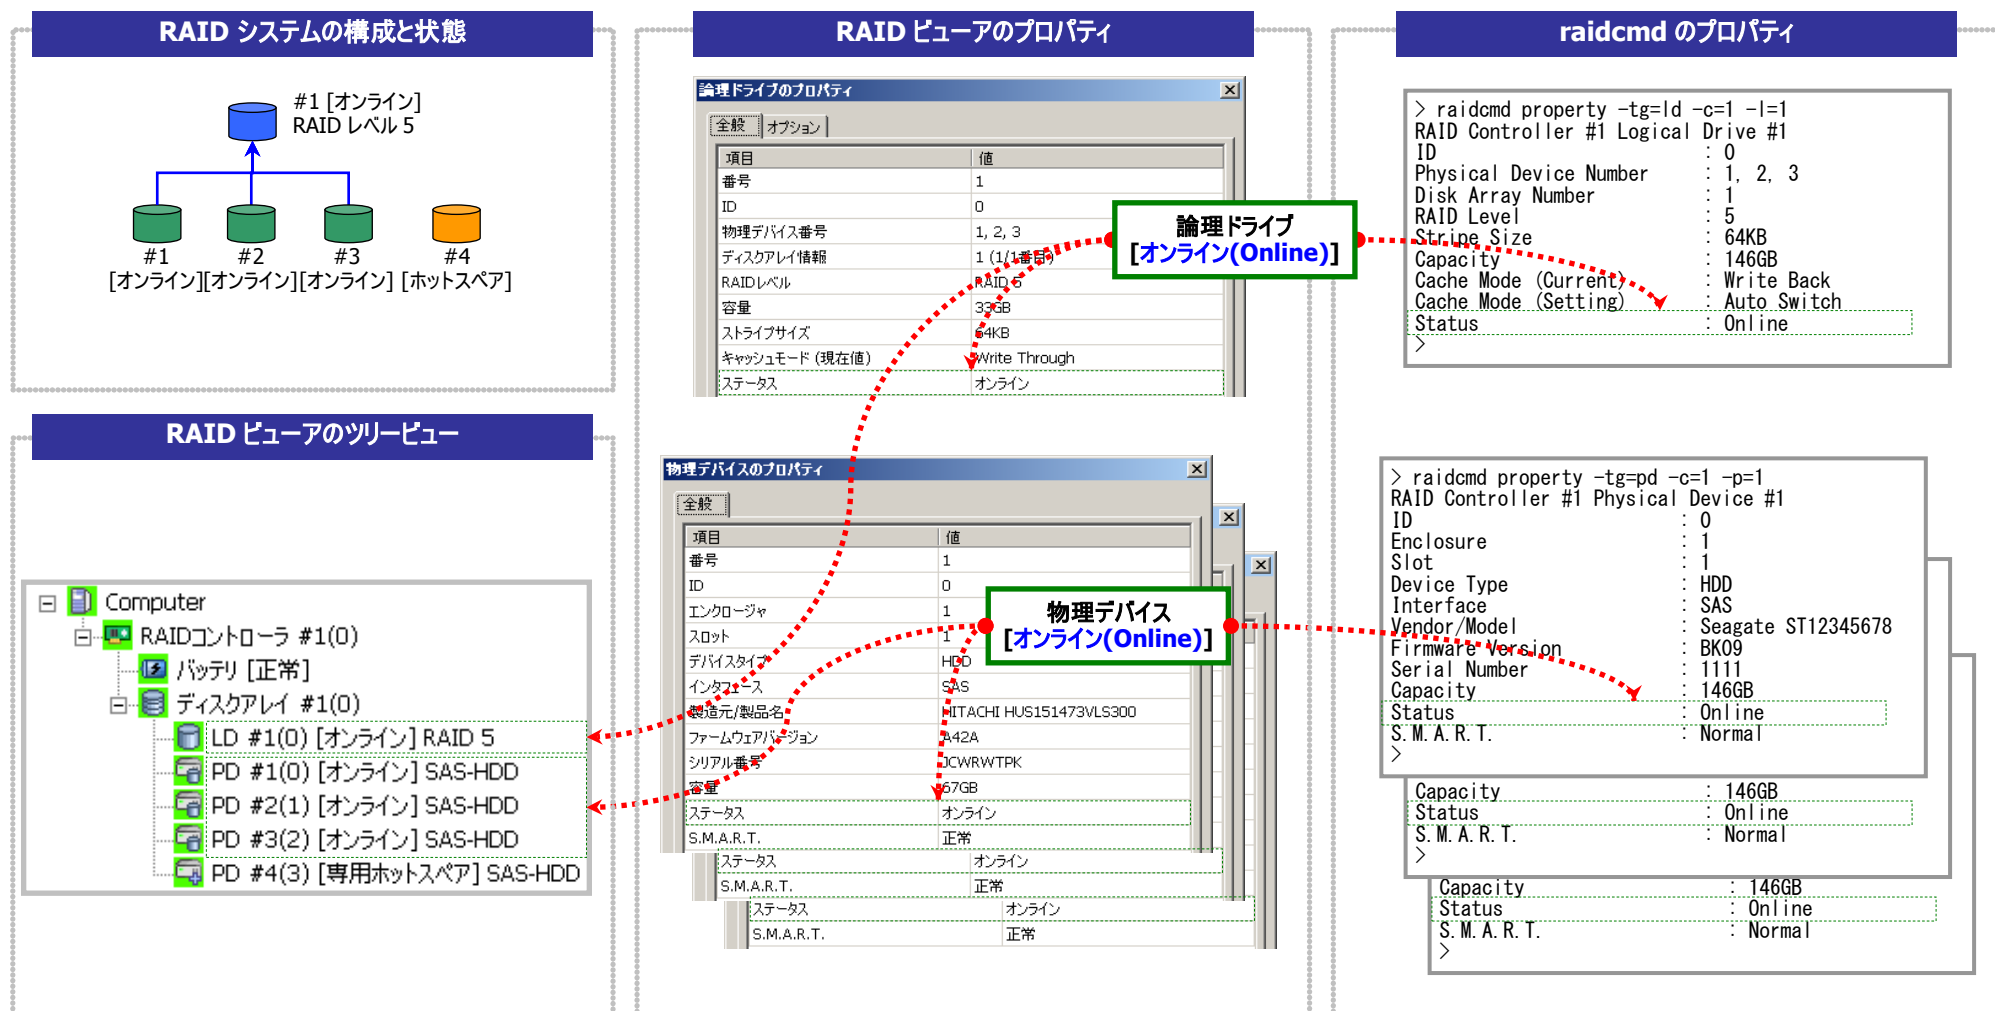 RAID システムの構成と状態
#1 [オンライン]
RAID レベル 5
#1 #2 #3 #4
[オンライン][オンライン][オンライン] [ホットスペア]
RAID ビューアのツリービュー
Computer
RAIDコントローラ #1(0)
バッテリ [正常]
ディスクアレイ #1(0)
LD #1(0) [オンライン] RAID 5
PD #1(0) [オンライン] SAS-HDD
PD #2(1) [オンライン] SAS-HDD
PD #3(2) [オンライン] SAS-HDD
PD #4(3) [専用ホットスペア] SAS-HDD
RAID ビューアのプロパティ
論理ドライブのプロパティ
全般 オプション
項目 値
番号 1
ID 0
物理デバイス番号 1, 2, 3
ディスクアレイ情報 1 (1/1番目)
RAIDレベル RAID 5
容量 33GB
ストライプサイズ 64KB
キャッシュモード (現在値) Write Through
ステータス オンライン
論理ドライブ
[オンライン(Online)]
物理デバイスのプロパティ
全般
項目 値
番号 1
ID 0
エンクロージャ 1
スロット 1
デバイスタイプ HDD
インタフェース SAS
製造元/製品名 HITACHI HUS151473VLS300
ファームウェアバージョン A42A
シリアル番号 JCWRWTPK
容量 67GB
ステータス オンライン
S.M.A.R.T. 正常
ステータス オンライン
S.M.A.R.T. 正常
ステータス オンライン
S.M.A.R.T. 正常
物理デバイス
[オンライン(Online)]
raidcmd のプロパティ
> raidcmd property -tg=ld -c=1 -l=1
RAID Controller #1 Logical Drive #1
ID : 0
Physical Device Number : 1, 2, 3
Disk Array Number : 1
RAID Level : 5
Stripe Size : 64KB
Capacity : 146GB
Cache Mode (Current) : Write Back
Cache Mode (Setting) : Auto Switch
Status : Online
>
> raidcmd property -tg=pd -c=1 -p=1
RAID Controller #1 Physical Device #1
ID : 0
Enclosure : 1
Slot : 1
Device Type : HDD
Interface : SAS
Vendor/Model : Seagate ST12345678
Firmware Version : BK09
Serial Number : 1111
Capacity : 146GB
Status : Online
S.M.A.R.T. : Normal
>
Capacity : 146GB
Status : Online
S.M.A.R.T. : Normal
>
Capacity : 146GB
Status : Online
S.M.A.R.T. : Normal
>